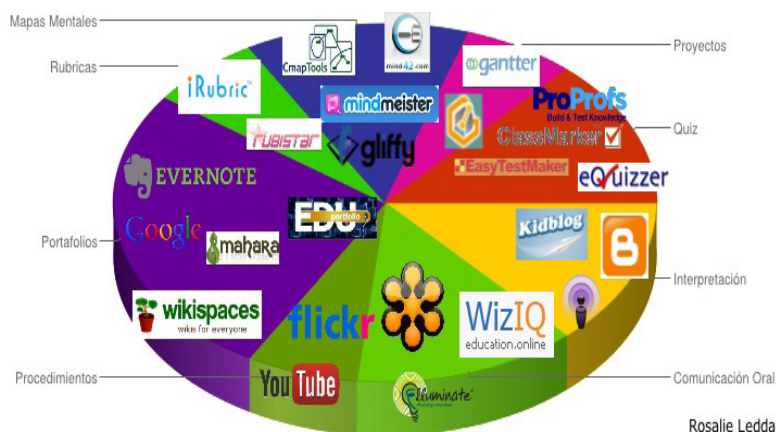 Mapas Mentales
Rubricas
Portafolios
Procedimientos
Proyectos
Quiz
Interpretación
Comunicación Oral
CmapTools
mind42.com
gantter
iRubric
mindmeister
ProProfs
Build & Test Knowledge
RUBISTAR
gliffy
ClassMarker
EasyTestMaker
EVERNOTE
eQuizzer
EDU
portfolio
Kidblog
Google
mahara
wikispaces
wikis for everyone
flickr
WizIQ
education.online
YouTube
Elluminate
Rosalie Ledda